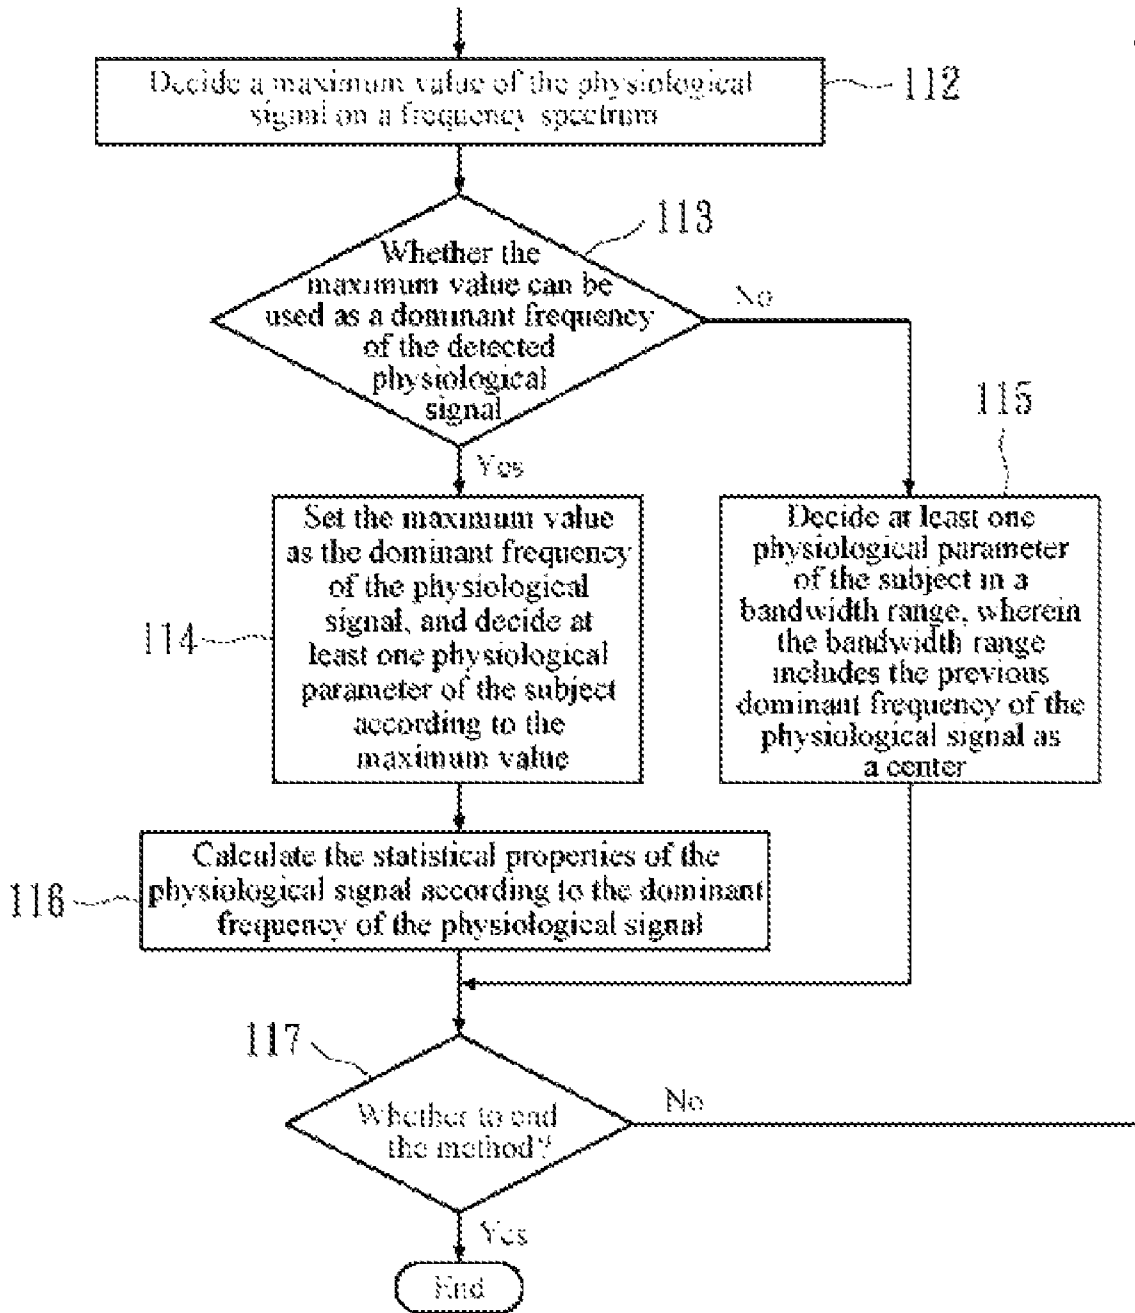 Decide a maximum value of the physiological
signal on a frequency spectrum
112
113
Whether the
maximum value can be
used as a dominant frequency
of the detected
physiological
signal
No
Yes
115
Set the maximum value
as the dominant frequency
of the physiological
signal, and decide at
least one physiological
parameter of the subject
according to the
maximum value
114
Decide at least one
physiological parameter
of the subject in a
bandwidth range, wherein
the bandwidth range
includes the previous
dominant frequency of the
physiological signal as
a center
Calculate the statistical properties of the
physiological signal according to the dominant
frequency of the physiological signal
116
117
Whether to end
the method?
No
Yes
End